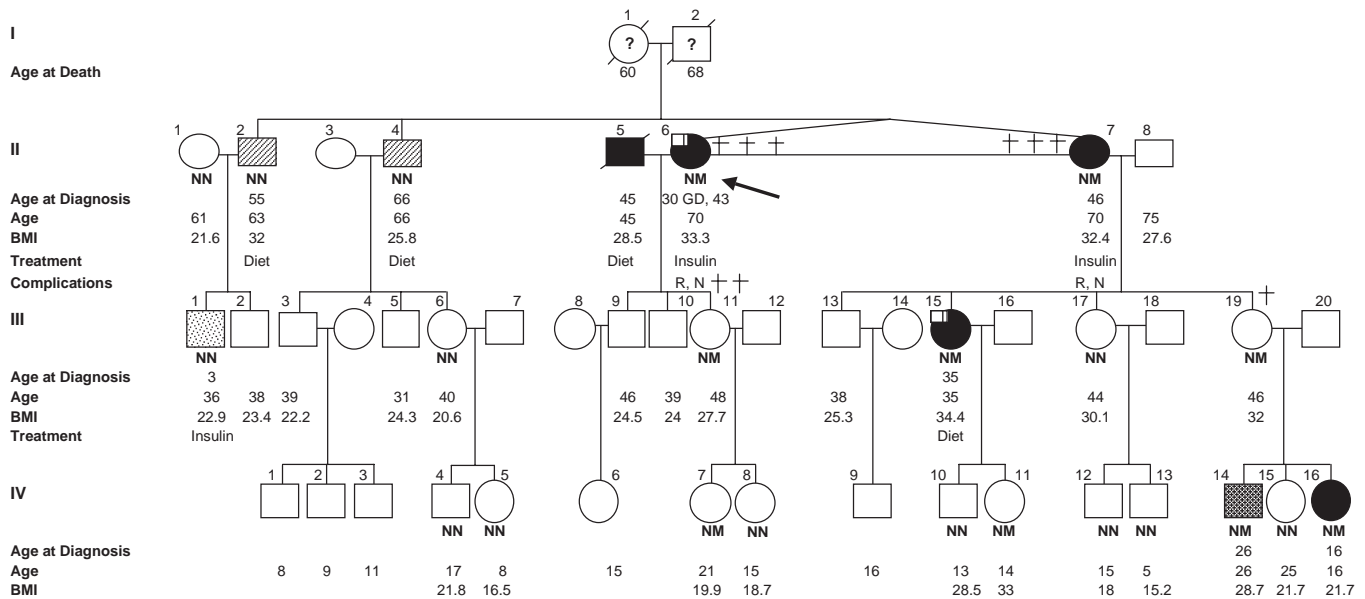 1 2
I ? ?
Age at Death 60 68
1 2 3 4 5 6 7 8
II
NN NN NN NM NM
Age at Diagnosis 55 66 45 30 GD, 43 46
Age 61 63 66 45 70 70 75
BMI 21.6 32 25.8 28.5 33.3 32.4 27.6
Treatment Diet Diet Diet Insulin Insulin
Complications R, N R, N
1 2 3 4 5 6 7 8 9 10 11 12 13 14 15 16 17 18 19 20
III
NN NN NM NM NN NM
Age at Diagnosis 3 35
Age 36 38 39 31 40 46 39 48 38 35 44 46
BMI 22.9 23.4 22.2 24.3 20.6 24.5 24 27.7 25.3 34.4 30.1 32
Treatment Insulin Diet
1 2 3 4 5 6 7 8 9 10 11 12 13 14 15 16
IV
NN NN NM NN NN NM NN NN NM NN NM
Age at Diagnosis 26 16
Age 8 9 11 17 8 15 21 15 16 13 14 15 5 26 25 16
BMI 21.8 16.5 19.9 18.7 28.5 33 18 15.2 28.7 21.7 21.7